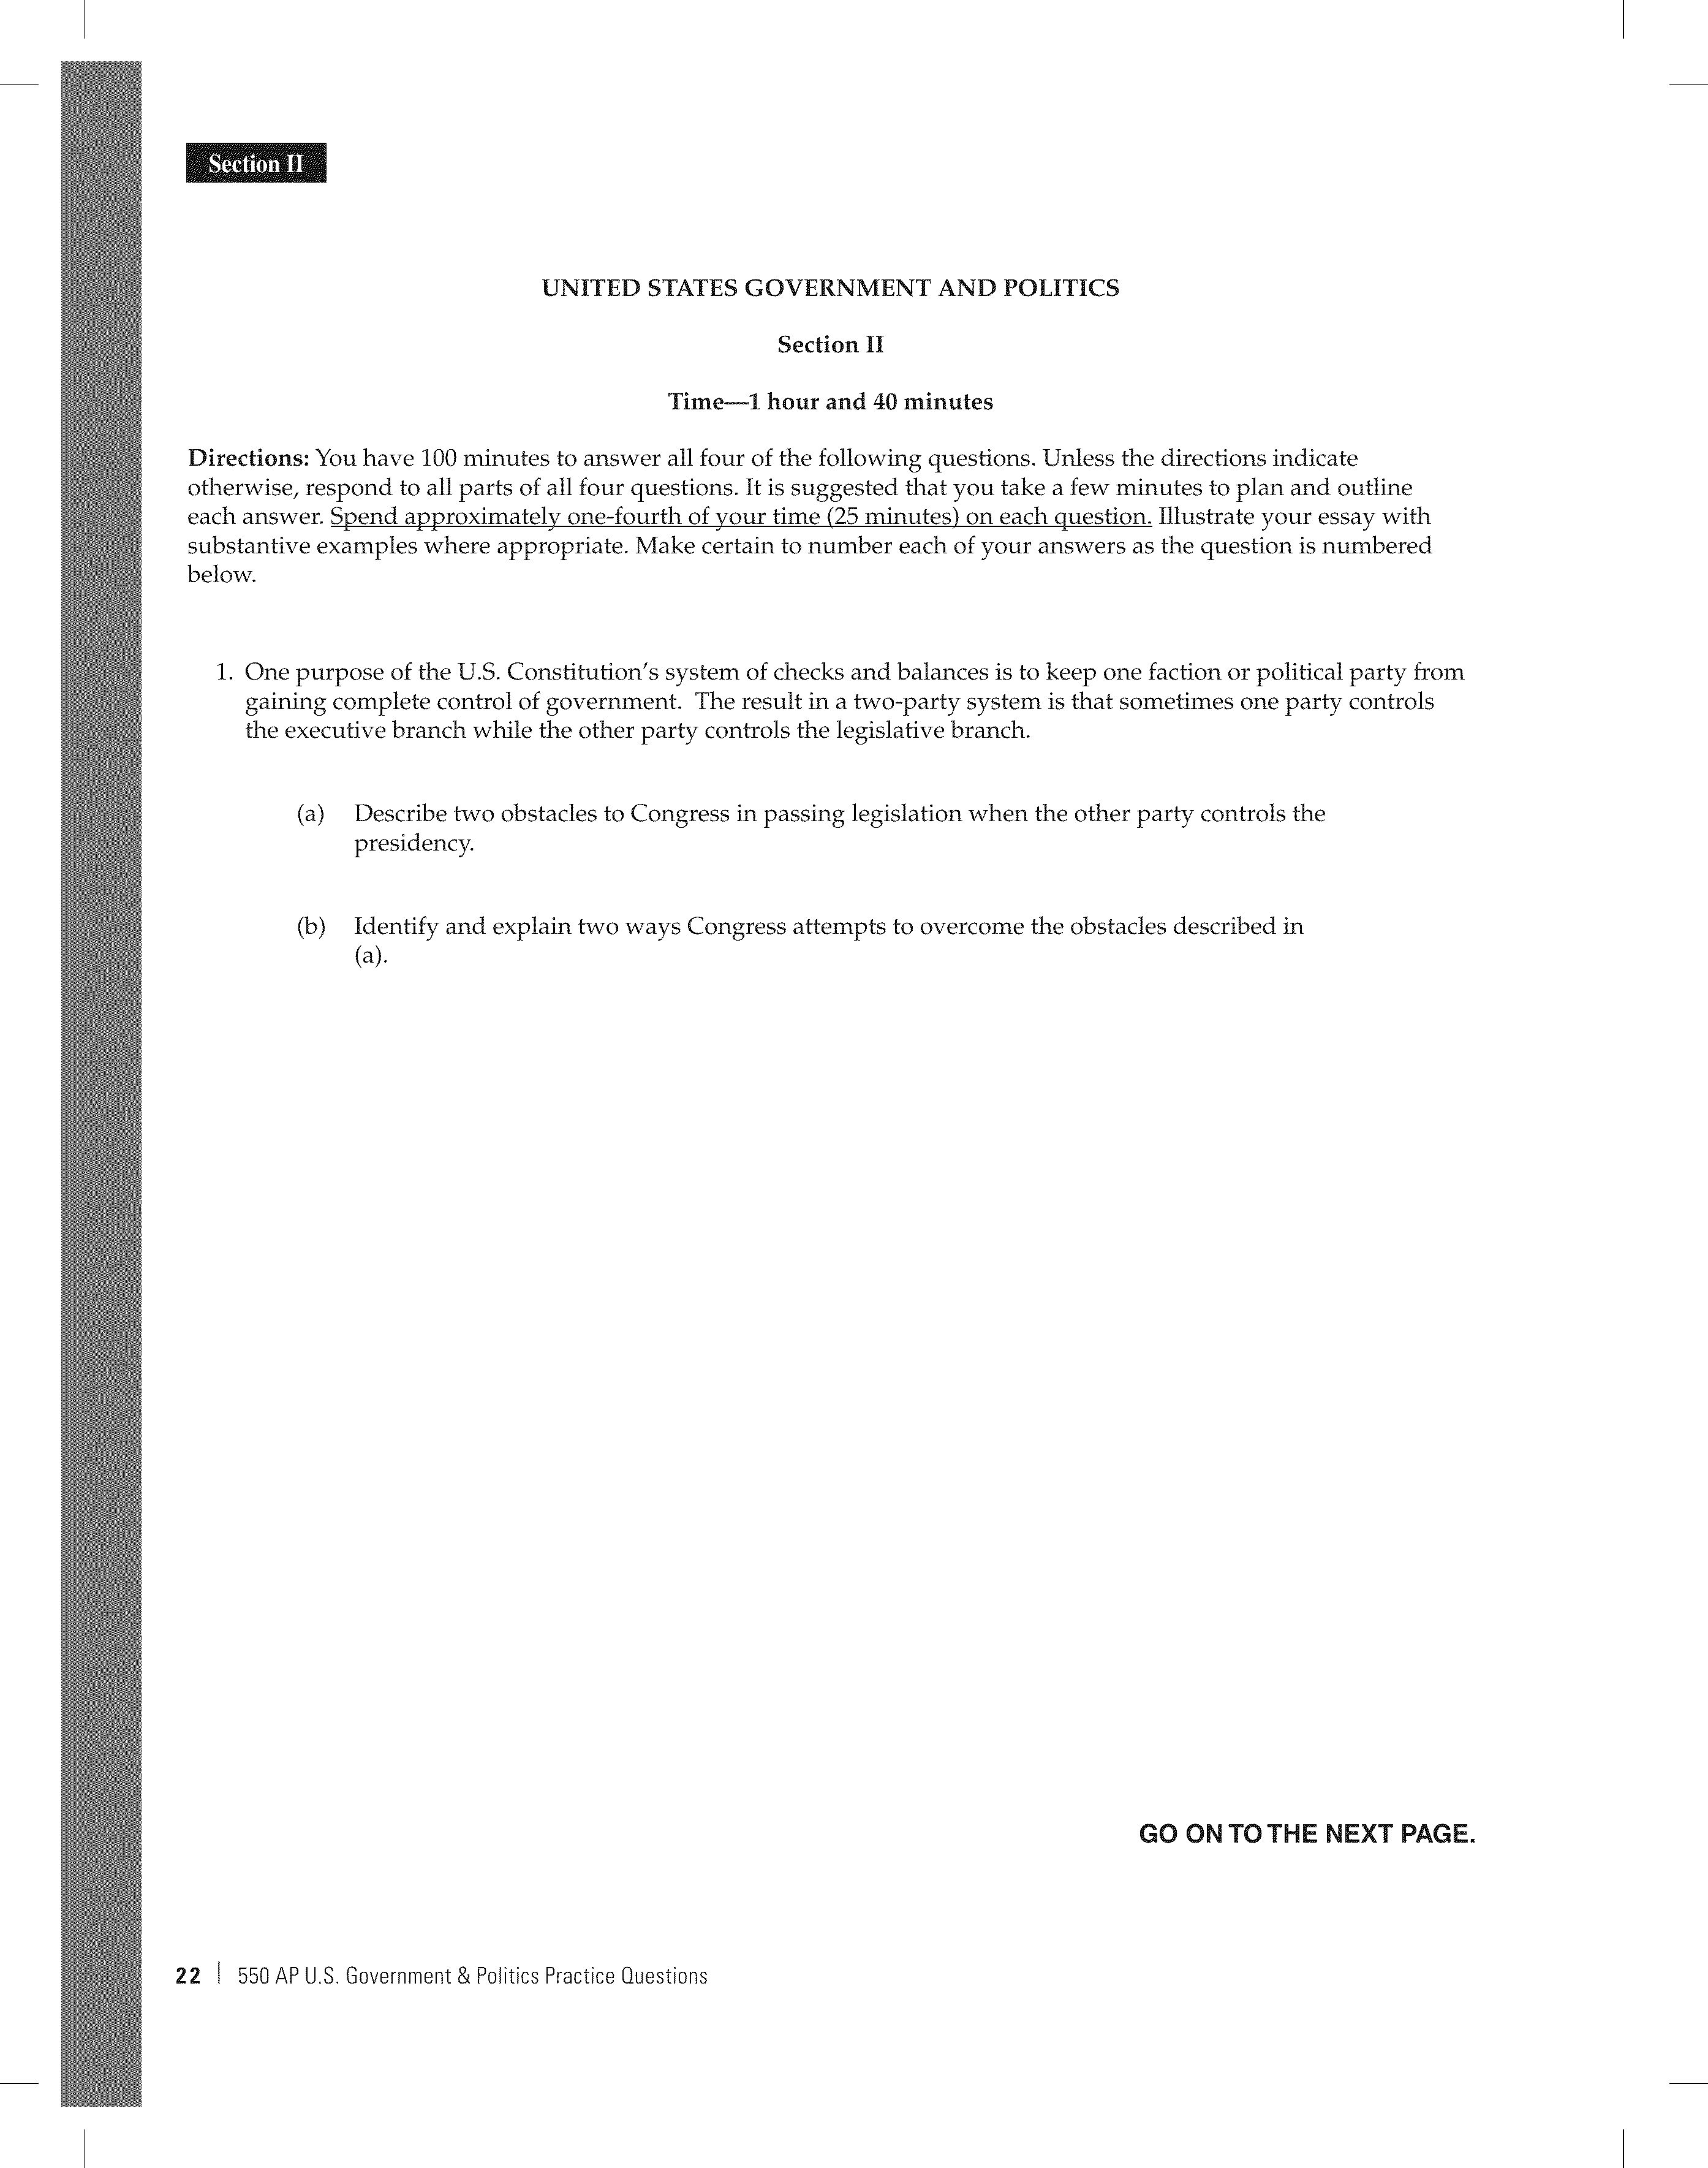 Section II
UNITED STATES GOVERNMENT AND POLITICS
Section II
Time—1 hour and 40 minutes
Directions: You have 100 minutes to answer all four of the following questions. Unless the directions indicate
otherwise, respond to all parts of all four questions. It is suggested that you take a few minutes to plan and outline
each answer. Spend approximately one-fourth of your time (25 minutes) on each question. Illustrate your essay with
substantive examples where appropriate. Make certain to number each of your answers as the question is numbered
below.
1. One purpose of the U.S. Constitution’s system of checks and balances is to keep one faction or political party from
gaining complete control of government.  The result in a two-party system is that sometimes one party controls
the executive branch while the other party controls the legislative branch.
(a) Describe two obstacles to Congress in passing legislation when the other party controls the
presidency.
(b) Identify and explain two ways Congress attempts to overcome the obstacles described in
(a).
GO ON TO THE NEXT PAGE.
22 | 550 AP U.S. Government & Politics Practice Questions